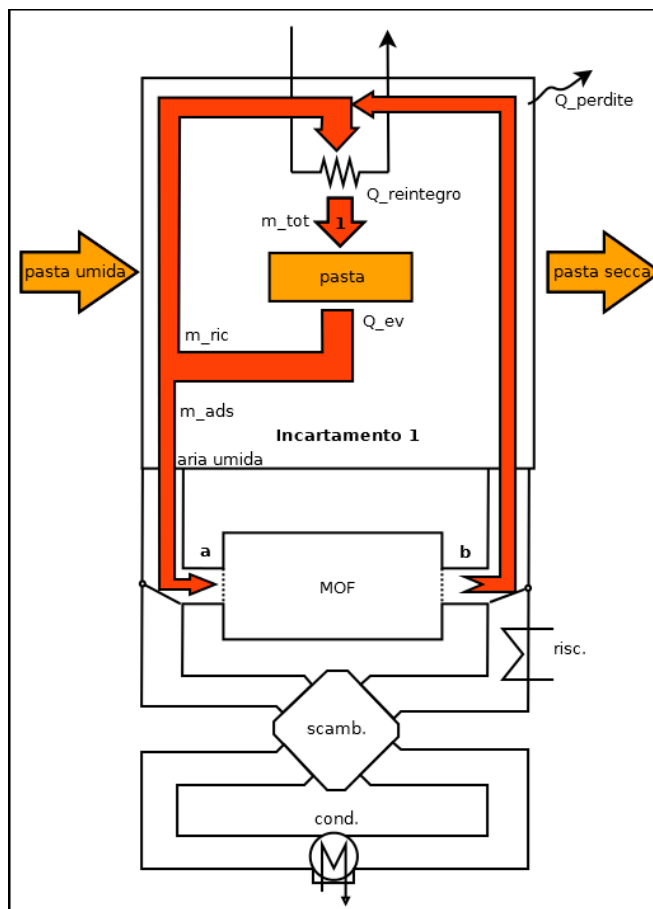 Q_perdite
Q_reintegro
m_tot
1
pasta umida
pasta
pasta secca
Q_ev
m_ric
m_ads
Incartamento 1
aria umida
a
b
MOF
risc.
scamb.
cond.